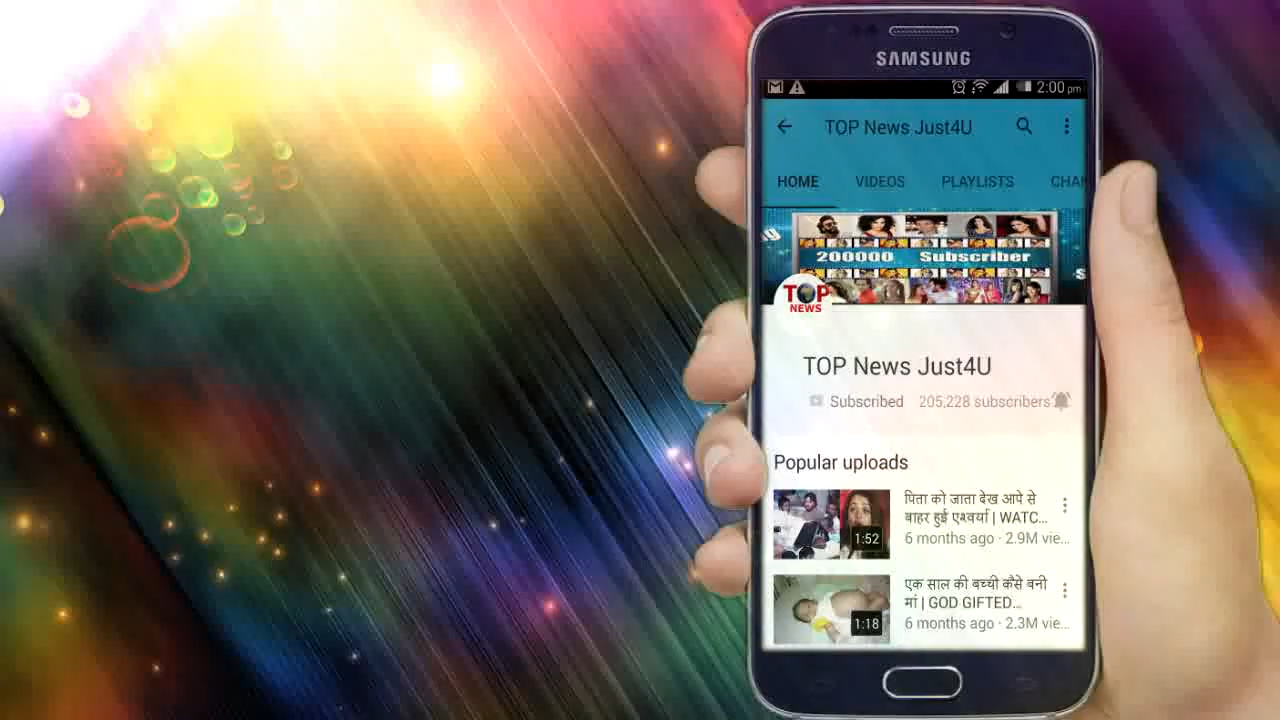 SAMSUNG
2:00 pm
TOP News Just4U
HOME VIDEOS PLAYLISTS CHAN
200000 Subscriber
TOP
NEWS
TOP News Just4U
Subscribed 205,228 subscribers
Popular uploads
पिता को जाता देख आपे से
बाहर हुई एश्वर्या | WATC...
6 months ago · 2.9M vie...
1:52
एक साल की बच्ची कैसे बनी
मां | GOD GIFTED...
6 months ago · 2.3M vie...
1:18